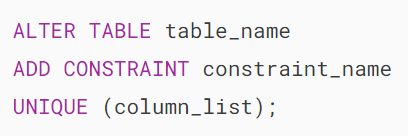 ALTER TABLE table_name
ADD CONSTRAINT constraint_name
UNIQUE (column_list);